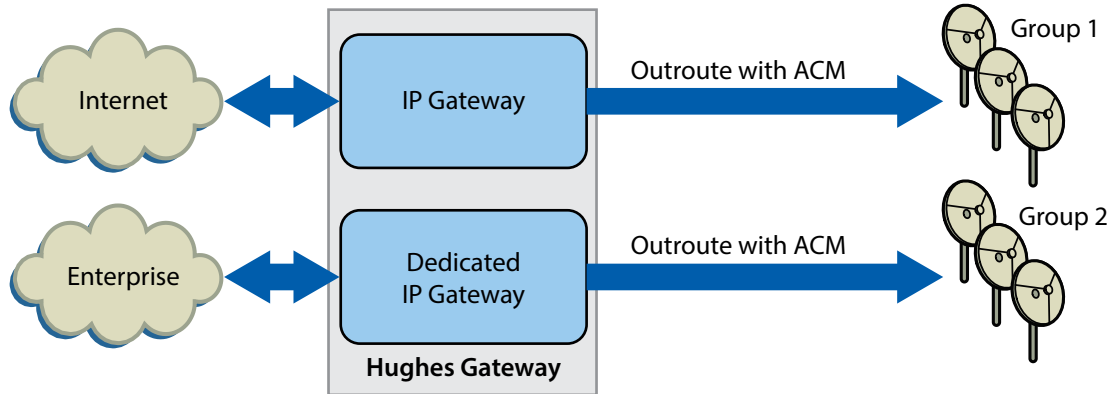 Group 1
Outroute with ACM
Internet
IP Gateway
Group 2
Outroute with ACM
Enterprise
Dedicated
IP Gateway
Hughes Gateway